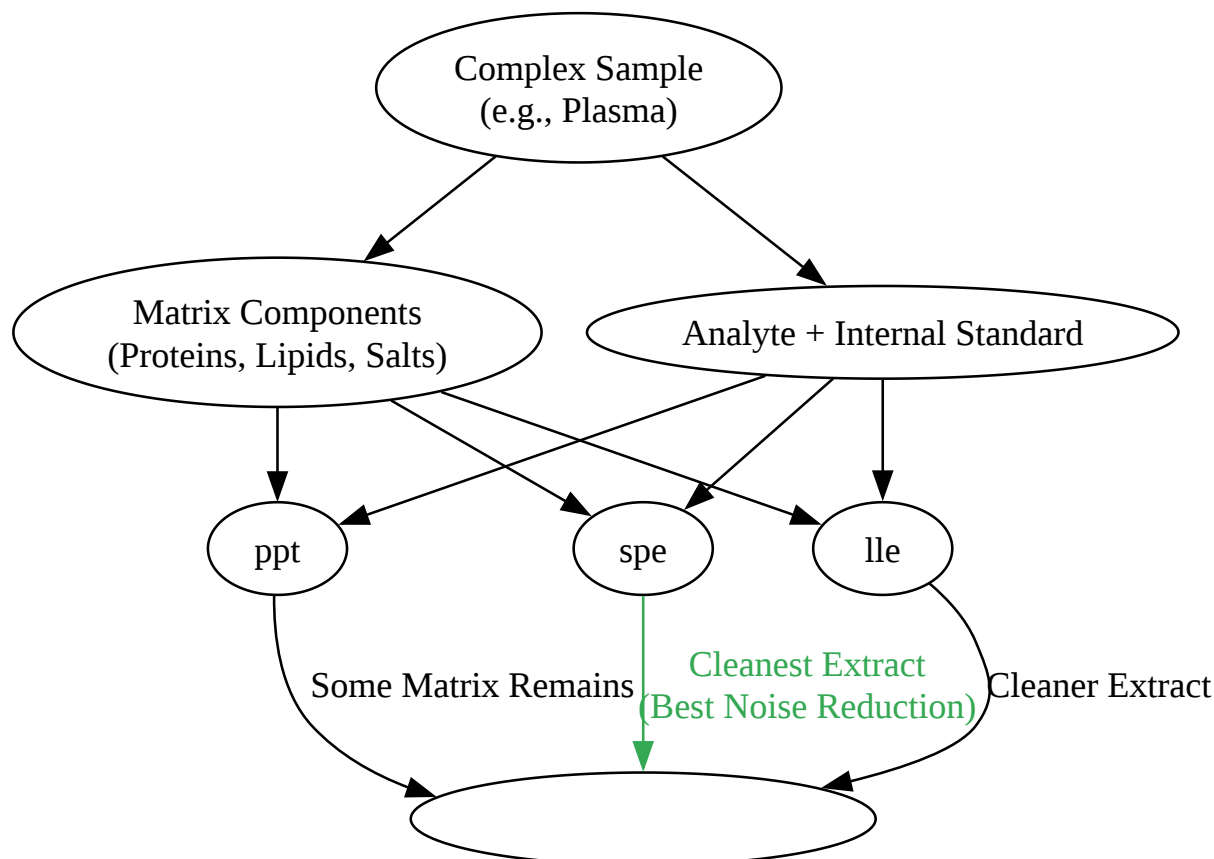 Complex Sample
(e.g., Plasma)
Matrix Components
(Proteins, Lipids, Salts)
Analyte + Internal Standard
ppt
spe
lle
Some Matrix Remains
Cleanest Extract
(Best Noise Reduction)
Cleaner Extract